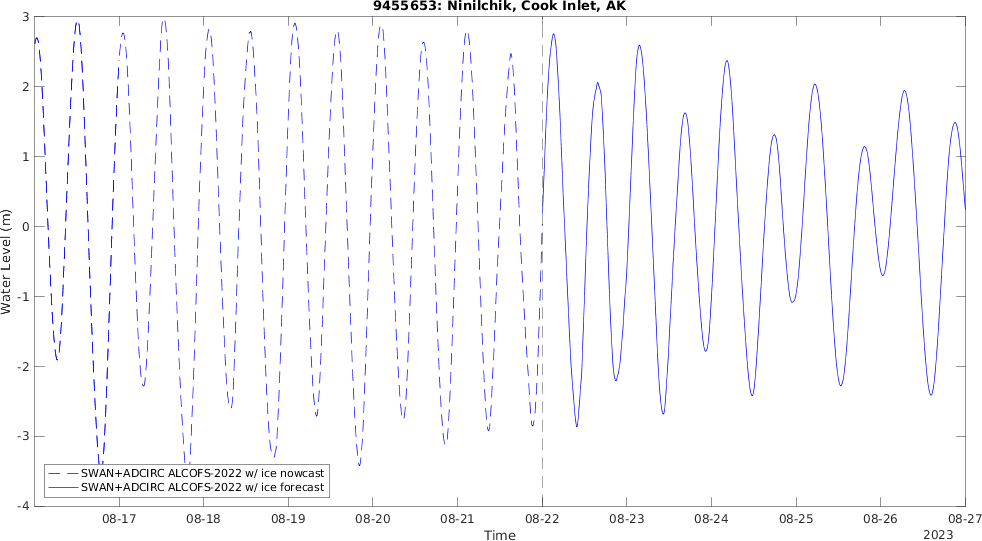 9455653: Ninilchik, Cook Inlet, AK
3
2
1
0
-1
-2
-3
-4
Water Level (m)
SWAN+ADCIRC ALCOFS-2022 w/ ice nowcast
SWAN+ADCIRC ALCOFS-2022 w/ ice forecast
08-17 08-18 08-19 08-20 08-21 08-22 08-23 08-24 08-25 08-26 08-27
Time
2023